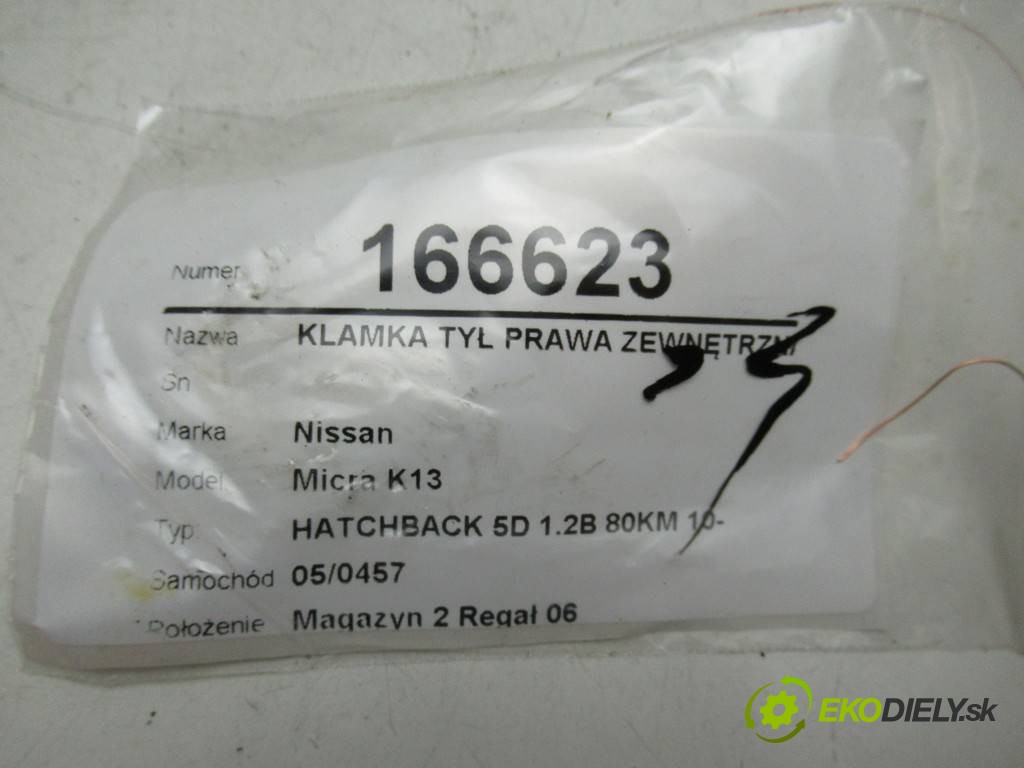 Numer 166623
Nazwa KLAMKA TYŁ PRAWA ZEWNĘTRZN
Sn
Marka Nissan
Model Micra K13
Typ HATCHBACK 5D 1.2B 80KM 10-
Samochód 05/0457
Położenie Magazyn 2 Regał 06
EKODIELY.sk